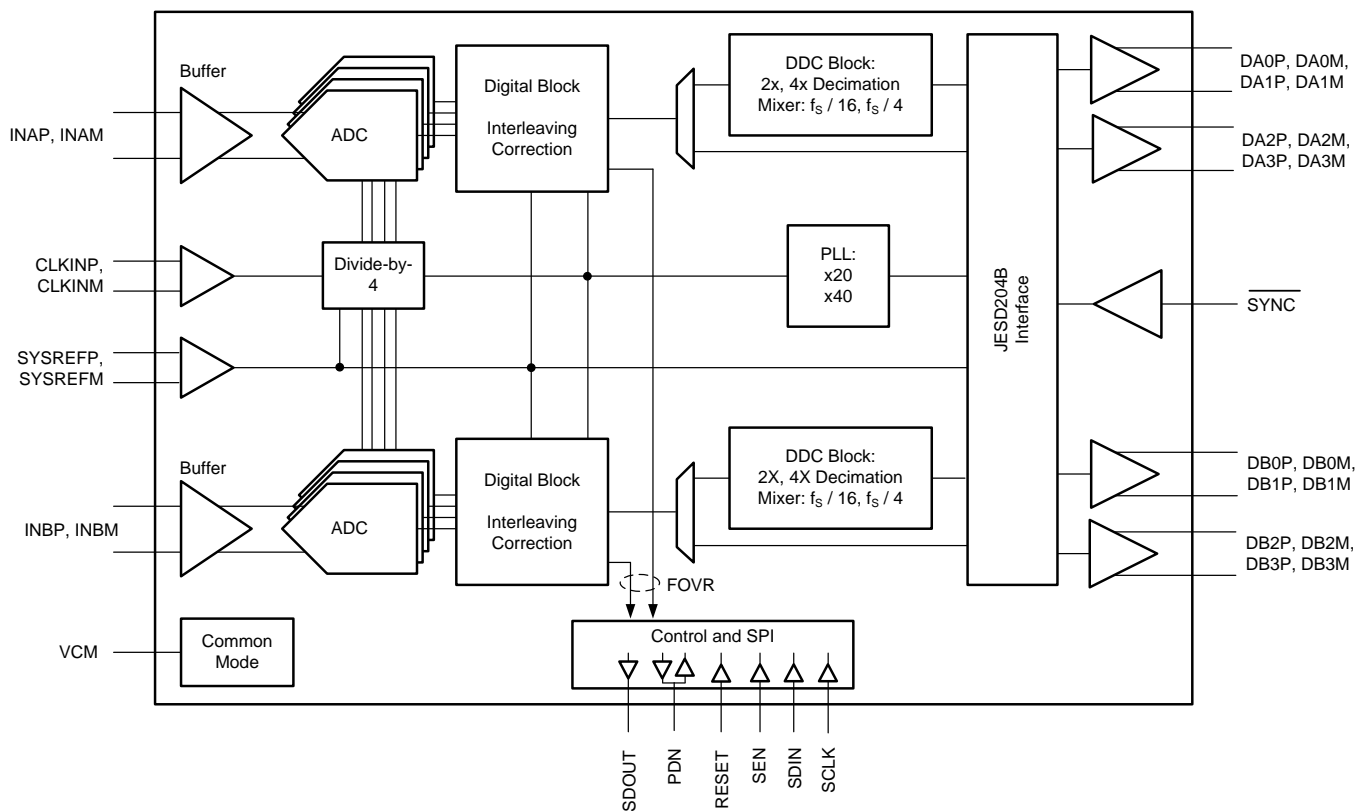 Buffer
INAP, INAM
ADC
Digital Block
Interleaving
Correction
DDC Block:
2x, 4x Decimation
Mixer: fS / 16, fS / 4
DA0P, DA0M,
DA1P, DA1M
DA2P, DA2M,
DA3P, DA3M
CLKINP,
CLKINM
Divide-by-
4
PLL:
x20
x40
JESD204B
Interface
SYNC
SYSREFP,
SYSREFM
Buffer
INBP, INBM
ADC
Digital Block
Interleaving
Correction
DDC Block:
2X, 4X Decimation
Mixer: fS / 16, fS / 4
DB0P, DB0M,
DB1P, DB1M
DB2P, DB2M,
DB3P, DB3M
FOVR
VCM
Common
Mode
Control and SPI
SDOUT
PDN
RESET
SEN
SDIN
SCLK